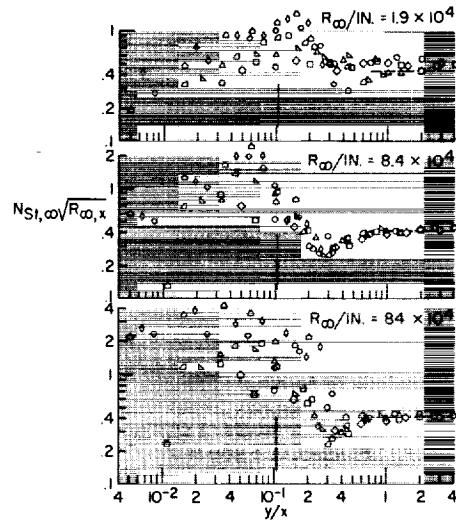 R∞/IN. = 1.9 × 10⁴
1
.4
.2
.1
R∞/IN. = 8.4 × 10⁴
2
1
N_St,∞√R∞,x
.4
.2
.1
R∞/IN. = 84 × 10⁴
4
2
1
.4
.2
.1
4 10⁻² 2 4 10⁻¹ .2 .4 1 2 4
y/x